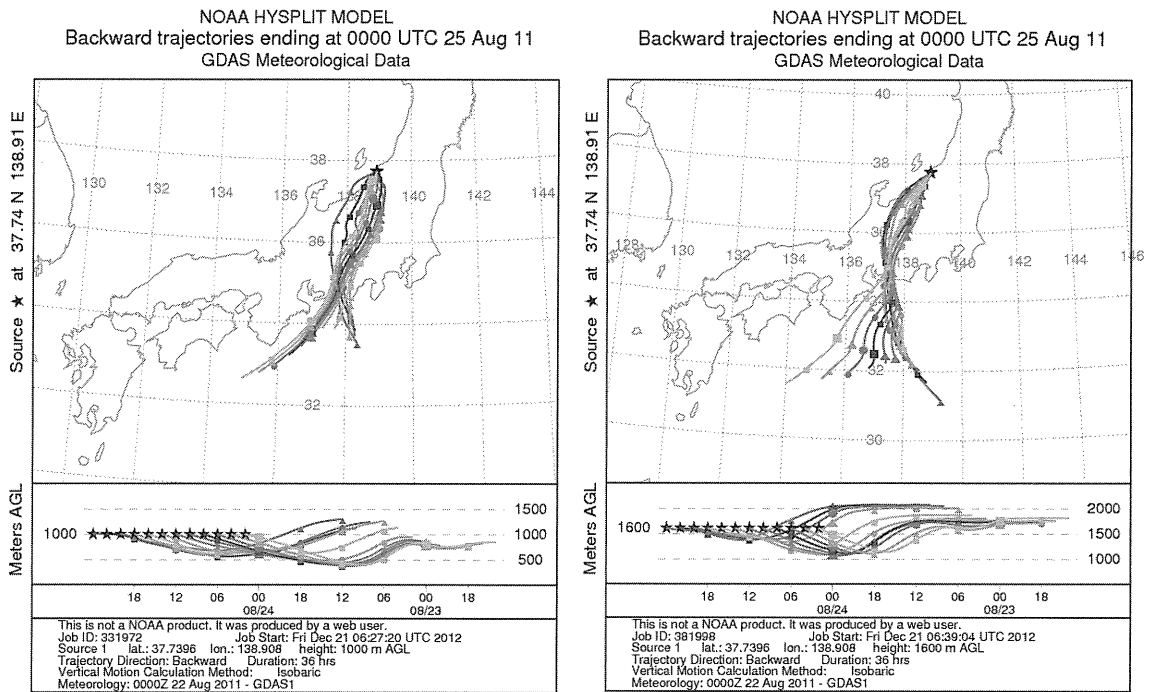 NOAA HYSPLIT MODEL
Backward trajectories ending at 0000 UTC 25 Aug 11
GDAS Meteorological Data
Source ★ at 37.74 N 138.91 E
38
130
132
134
136
138
140
142
144
36
32
Meters AGL
1500
1000
1000
500
18 12 06 00 18 12 06 00 18
08/24 08/23
This is not a NOAA product. It was produced by a web user.
Job ID: 331972 Job Start: Fri Dec 21 06:27:20 UTC 2012
Source 1 lat.: 37.7396 lon.: 138.908 height: 1000 m AGL
Trajectory Direction: Backward Duration: 36 hrs
Vertical Motion Calculation Method: Isobaric
Meteorology: 0000Z 22 Aug 2011 - GDAS1
NOAA HYSPLIT MODEL
Backward trajectories ending at 0000 UTC 25 Aug 11
GDAS Meteorological Data
Source ★ at 37.74 N 138.91 E
40
38
36
128
130
132
134
136
138
140
142
144
146
32
30
Meters AGL
2000
1600
1500
1000
18 12 06 00 18 12 06 00 18
08/24 08/23
This is not a NOAA product. It was produced by a web user.
Job ID: 381998 Job Start: Fri Dec 21 06:39:04 UTC 2012
Source 1 lat.: 37.7396 lon.: 138.908 height: 1600 m AGL
Trajectory Direction: Backward Duration: 36 hrs
Vertical Motion Calculation Method: Isobaric
Meteorology: 0000Z 22 Aug 2011 - GDAS1